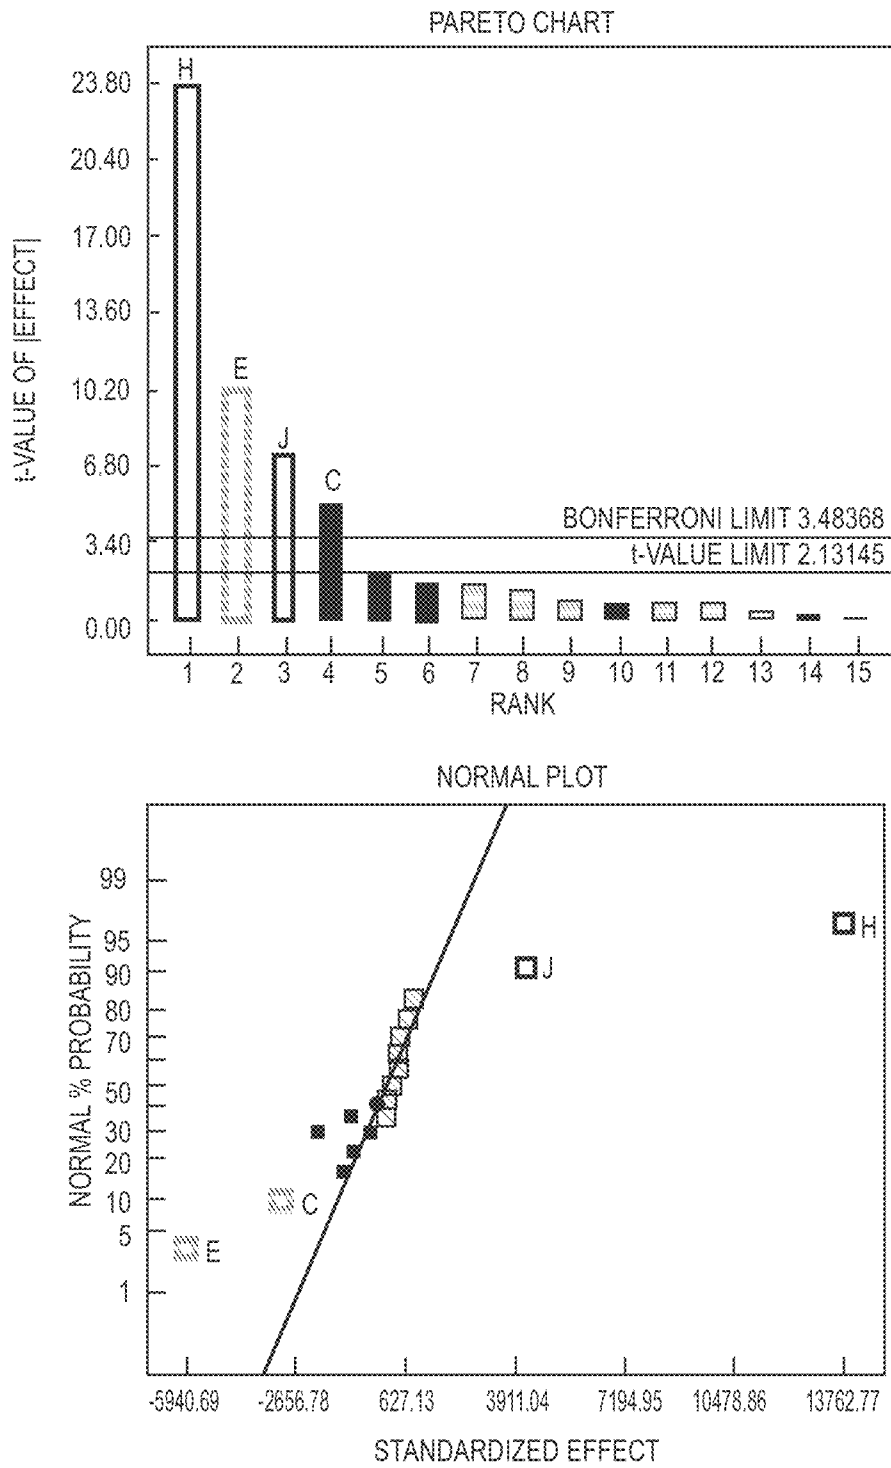 PARETO CHART
H
23.80
20.40
17.00
13.60
E
10.20
J
6.80
C
BONFERRONI LIMIT 3.48368
3.40
t-VALUE LIMIT 2.13145
0.00
t-VALUE OF |EFFECT|
1 2 3 4 5 6 7 8 9 10 11 12 13 14 15
RANK
NORMAL PLOT
99
H
95
J
90
80
70
50
30
20
10
C
5
E
1
NORMAL % PROBABILITY
-5940.69 -2656.78 627.13 3911.04 7194.95 10478.86 13762.77
STANDARDIZED EFFECT